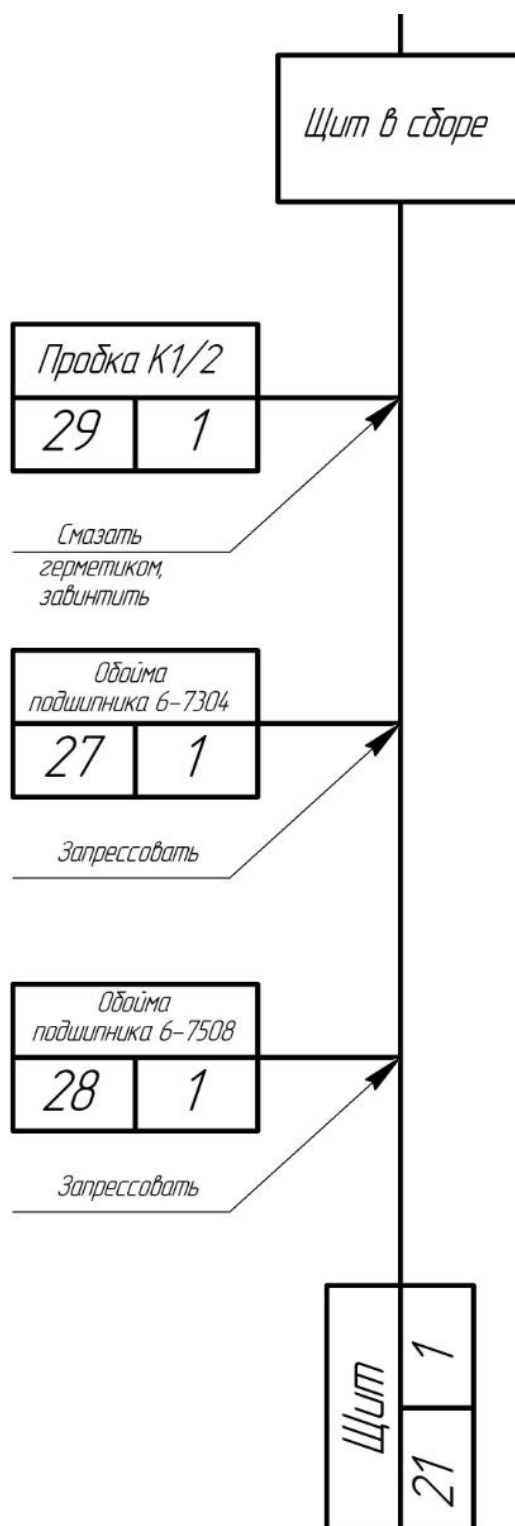 Щит в сборе
Пробка К1/2
29 1
Смазать
герметиком,
завинтить
Обойма
подшипника 6-7304
27 1
Запрессовать
Обойма
подшипника 6-7508
28 1
Запрессовать
Щит
21 1